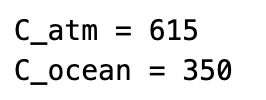 C_atm = 615
C_ocean = 350